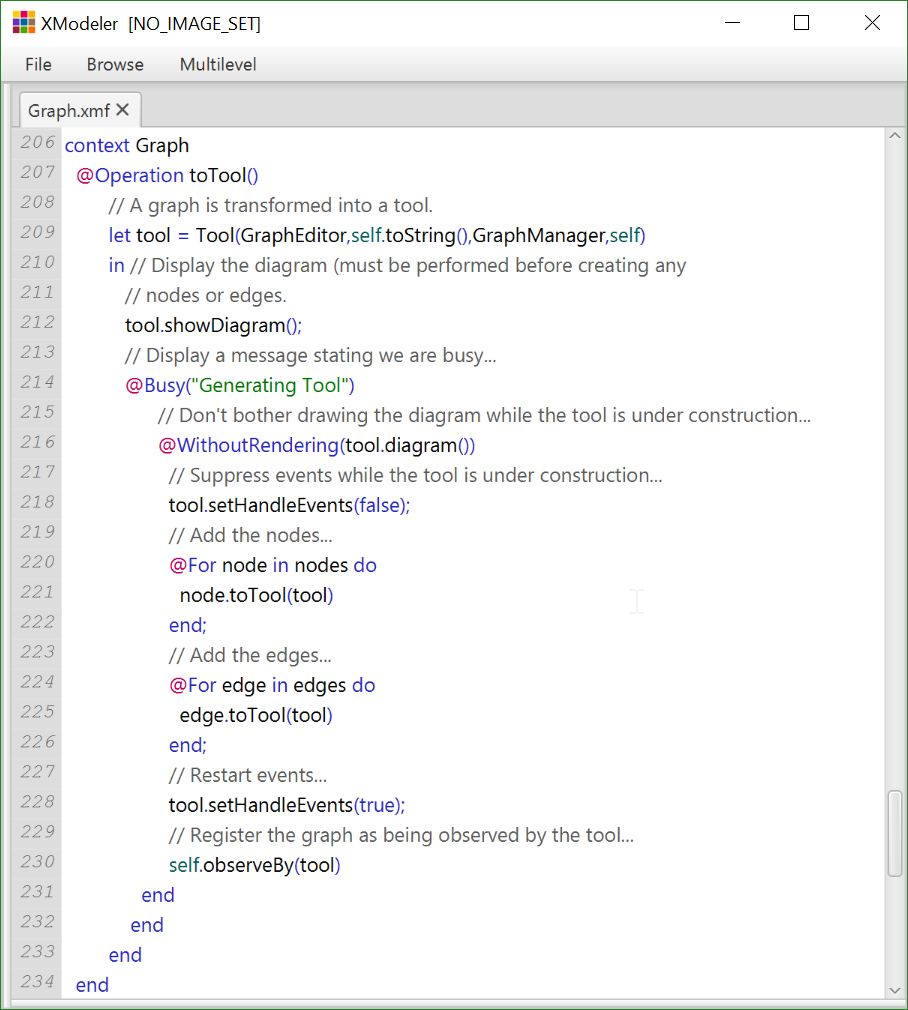 XModeler [NO_IMAGE_SET]
File Browse Multilevel
Graph.xmf
206 context Graph
207 @Operation toTool()
208 // A graph is transformed into a tool.
209 let tool = Tool(GraphEditor,self.toString(),GraphManager,self)
210 in // Display the diagram (must be performed before creating any
211 // nodes or edges.
212 tool.showDiagram();
213 // Display a message stating we are busy...
214 @Busy("Generating Tool")
215 // Don't bother drawing the diagram while the tool is under construction...
216 @WithoutRendering(tool.diagram())
217 // Suppress events while the tool is under construction...
218 tool.setHandleEvents(false);
219 // Add the nodes...
220 @For node in nodes do
221 node.toTool(tool)
222 end;
223 // Add the edges...
224 @For edge in edges do
225 edge.toTool(tool)
226 end;
227 // Restart events...
228 tool.setHandleEvents(true);
229 // Register the graph as being observed by the tool...
230 self.observeBy(tool)
231 end
232 end
233 end
234 end